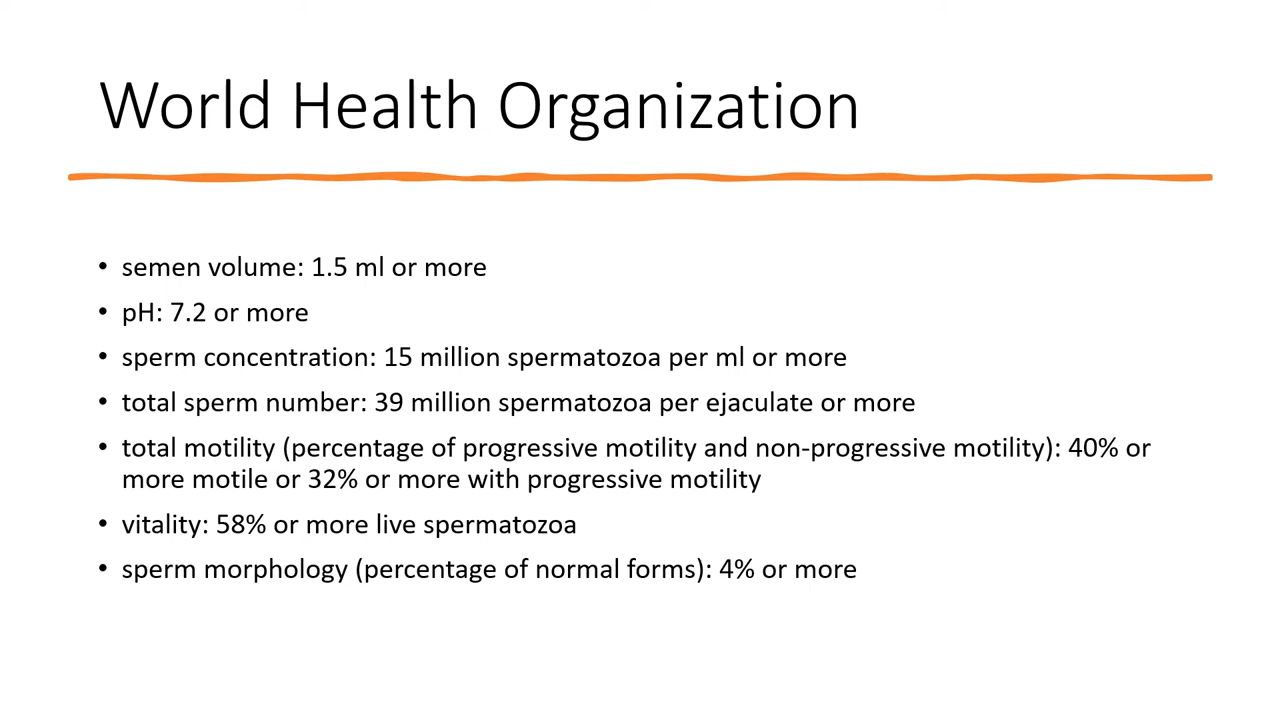 World Health Organization
• semen volume: 1.5 ml or more
• pH: 7.2 or more
• sperm concentration: 15 million spermatozoa per ml or more
• total sperm number: 39 million spermatozoa per ejaculate or more
• total motility (percentage of progressive motility and non-progressive motility): 40% or
more motile or 32% or more with progressive motility
• vitality: 58% or more live spermatozoa
• sperm morphology (percentage of normal forms): 4% or more